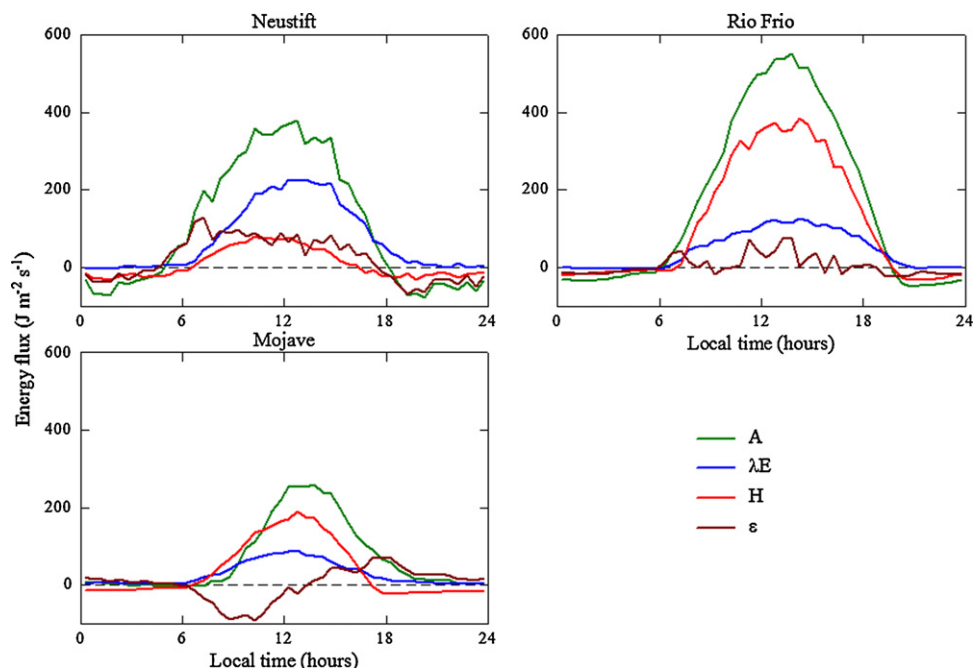 Neustift
Rio Frio
600
400
200
0
0
6
12
18
24
600
400
200
0
0
6
12
18
24
Local time (hours)
Energy flux (J m⁻² s⁻¹)
Mojave
600
400
200
0
0
6
12
18
24
Local time (hours)
A
λE
H
ε